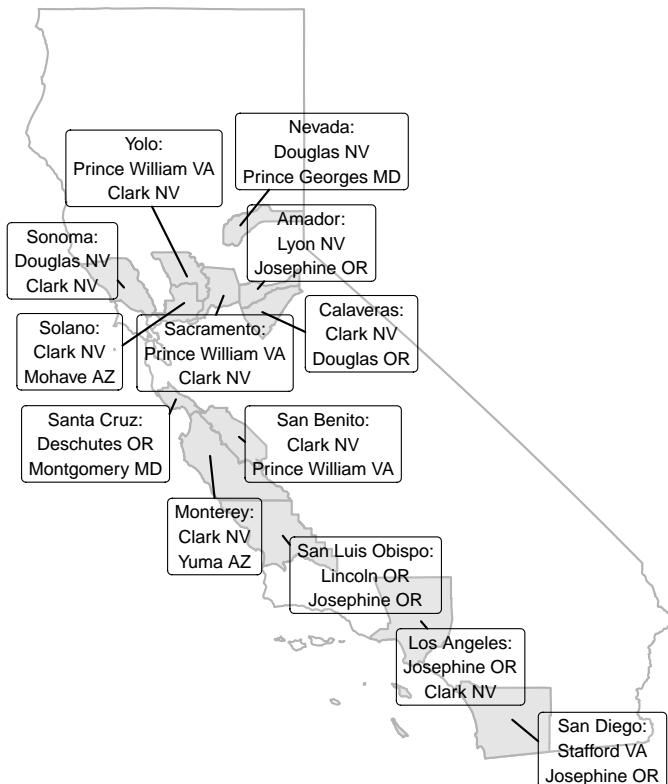 Nevada:
Douglas NV
Prince Georges MD
Yolo:
Prince William VA
Clark NV
Amador:
Lyon NV
Josephine OR
Sonoma:
Douglas NV
Clark NV
Calaveras:
Clark NV
Douglas OR
Solano:
Clark NV
Mohave AZ
Sacramento:
Prince William VA
Clark NV
Santa Cruz:
Deschutes OR
Montgomery MD
San Benito:
Clark NV
Prince William VA
Monterey:
Clark NV
Yuma AZ
San Luis Obispo:
Lincoln OR
Josephine OR
Los Angeles:
Josephine OR
Clark NV
San Diego:
Stafford VA
Josephine OR